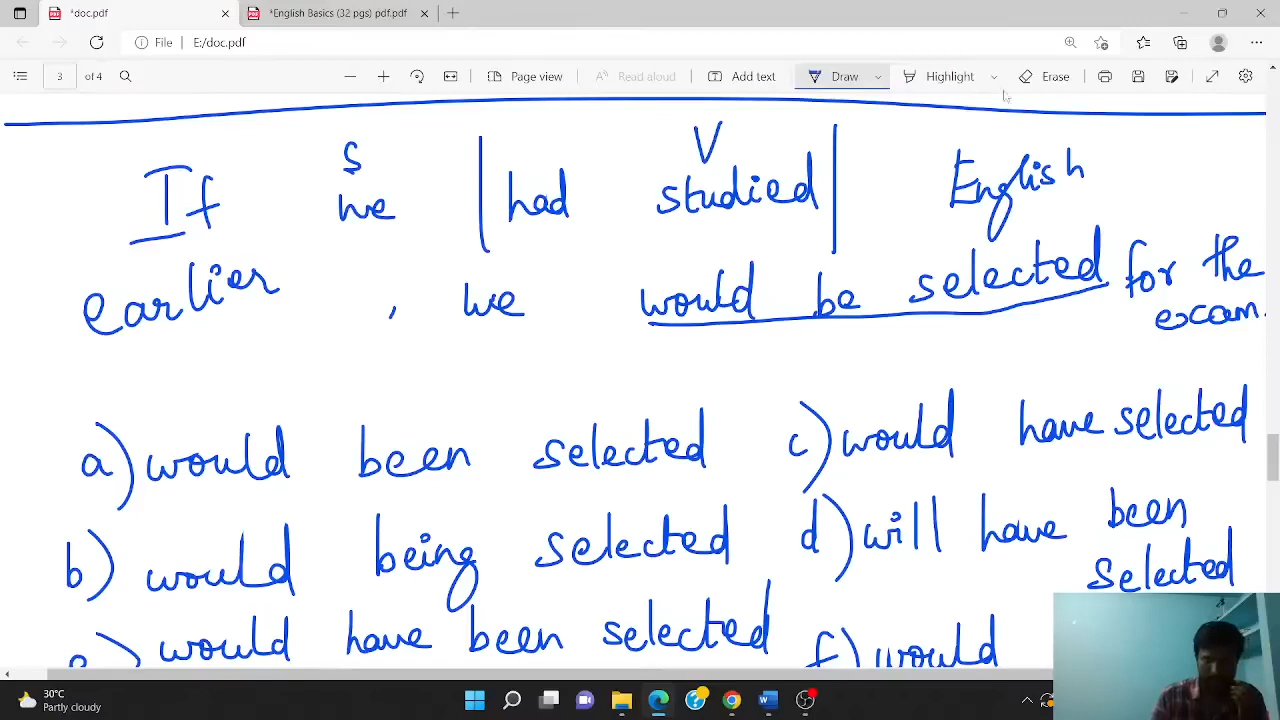 *doc.pdf
*English Basics (32 pgs) pdf.pdf
File E:/doc.pdf
3 of 4
Page view
Read aloud
Add text
Draw
Highlight
Erase
S V
If we had studied English
earlier , we would be selected for the
exam.
a) would been selected
c) would have selected
b) would being selected
d) will have been
selected
would have been selected
f) would
30°C
Partly cloudy